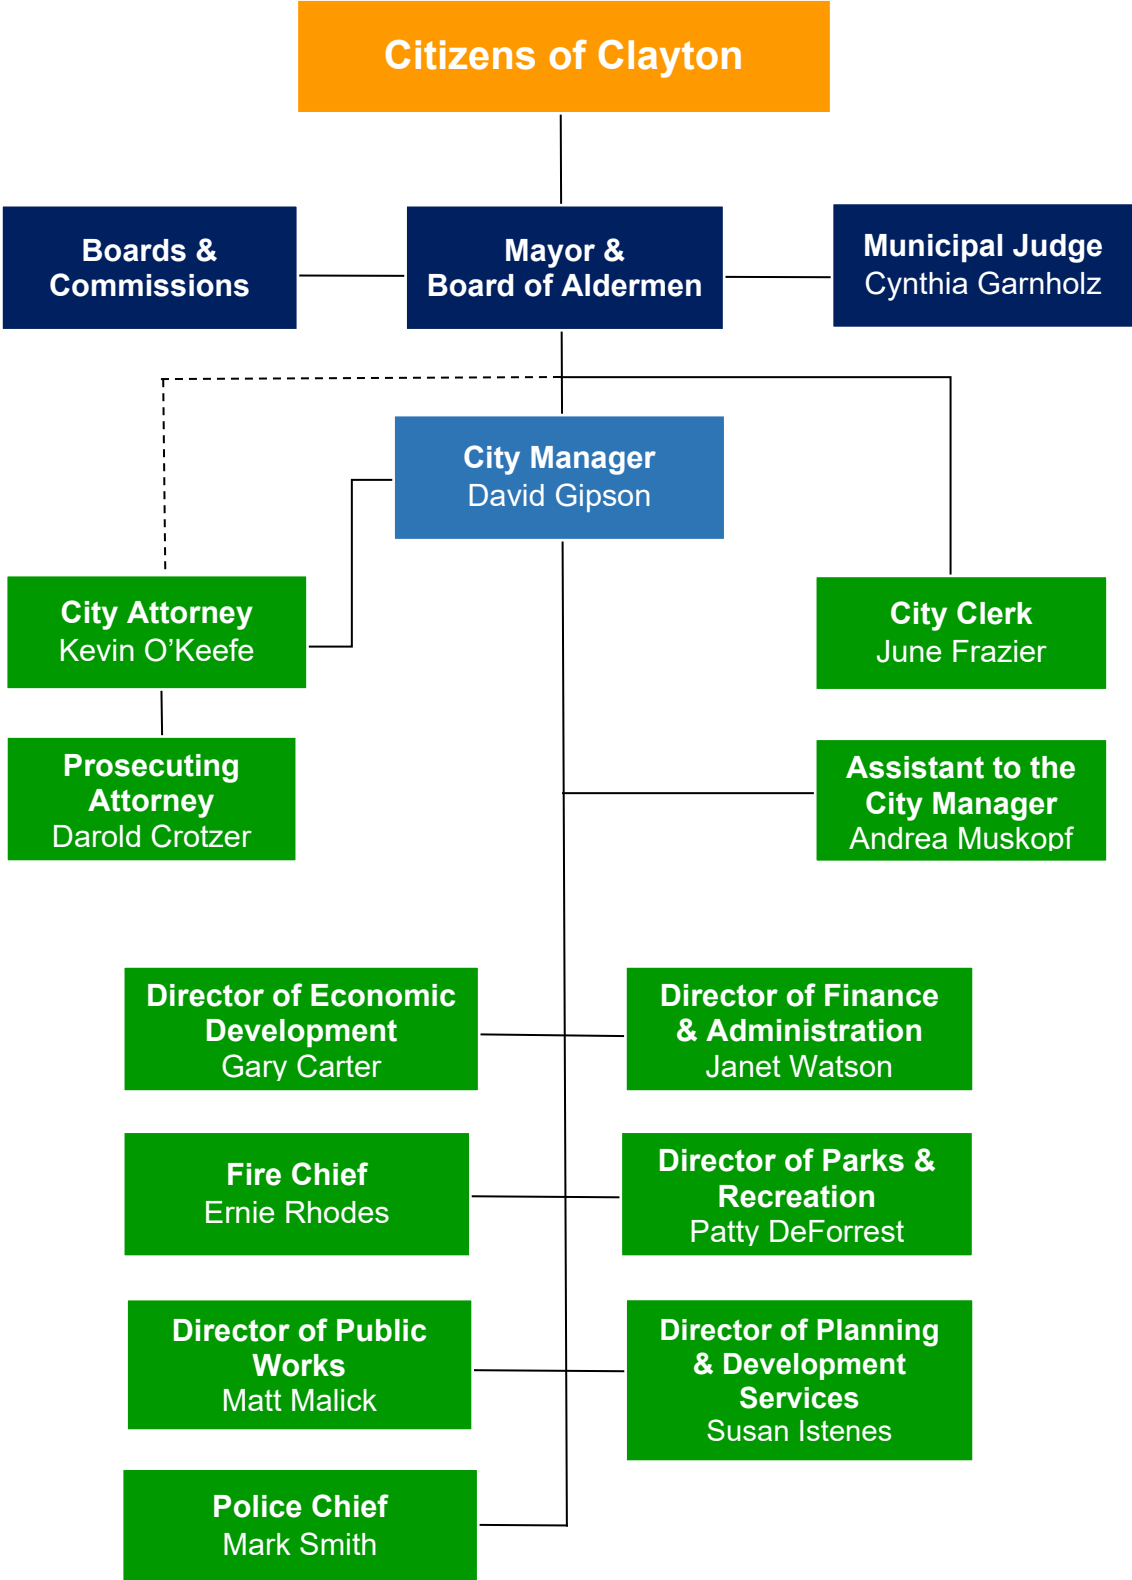 Citizens of Clayton
Boards &
Commissions
Mayor &
Board of Aldermen
Municipal Judge
Cynthia Garnholz
City Manager
David Gipson
City Attorney
Kevin O’Keefe
City Clerk
June Frazier
Prosecuting
Attorney
Darold Crotzer
Assistant to the
City Manager
Andrea Muskopf
Director of Economic
Development
Gary Carter
Director of Finance
& Administration
Janet Watson
Fire Chief
Ernie Rhodes
Director of Parks &
Recreation
Patty DeForrest
Director of Public
Works
Matt Malick
Director of Planning
& Development
Services
Susan Istenes
Police Chief
Mark Smith